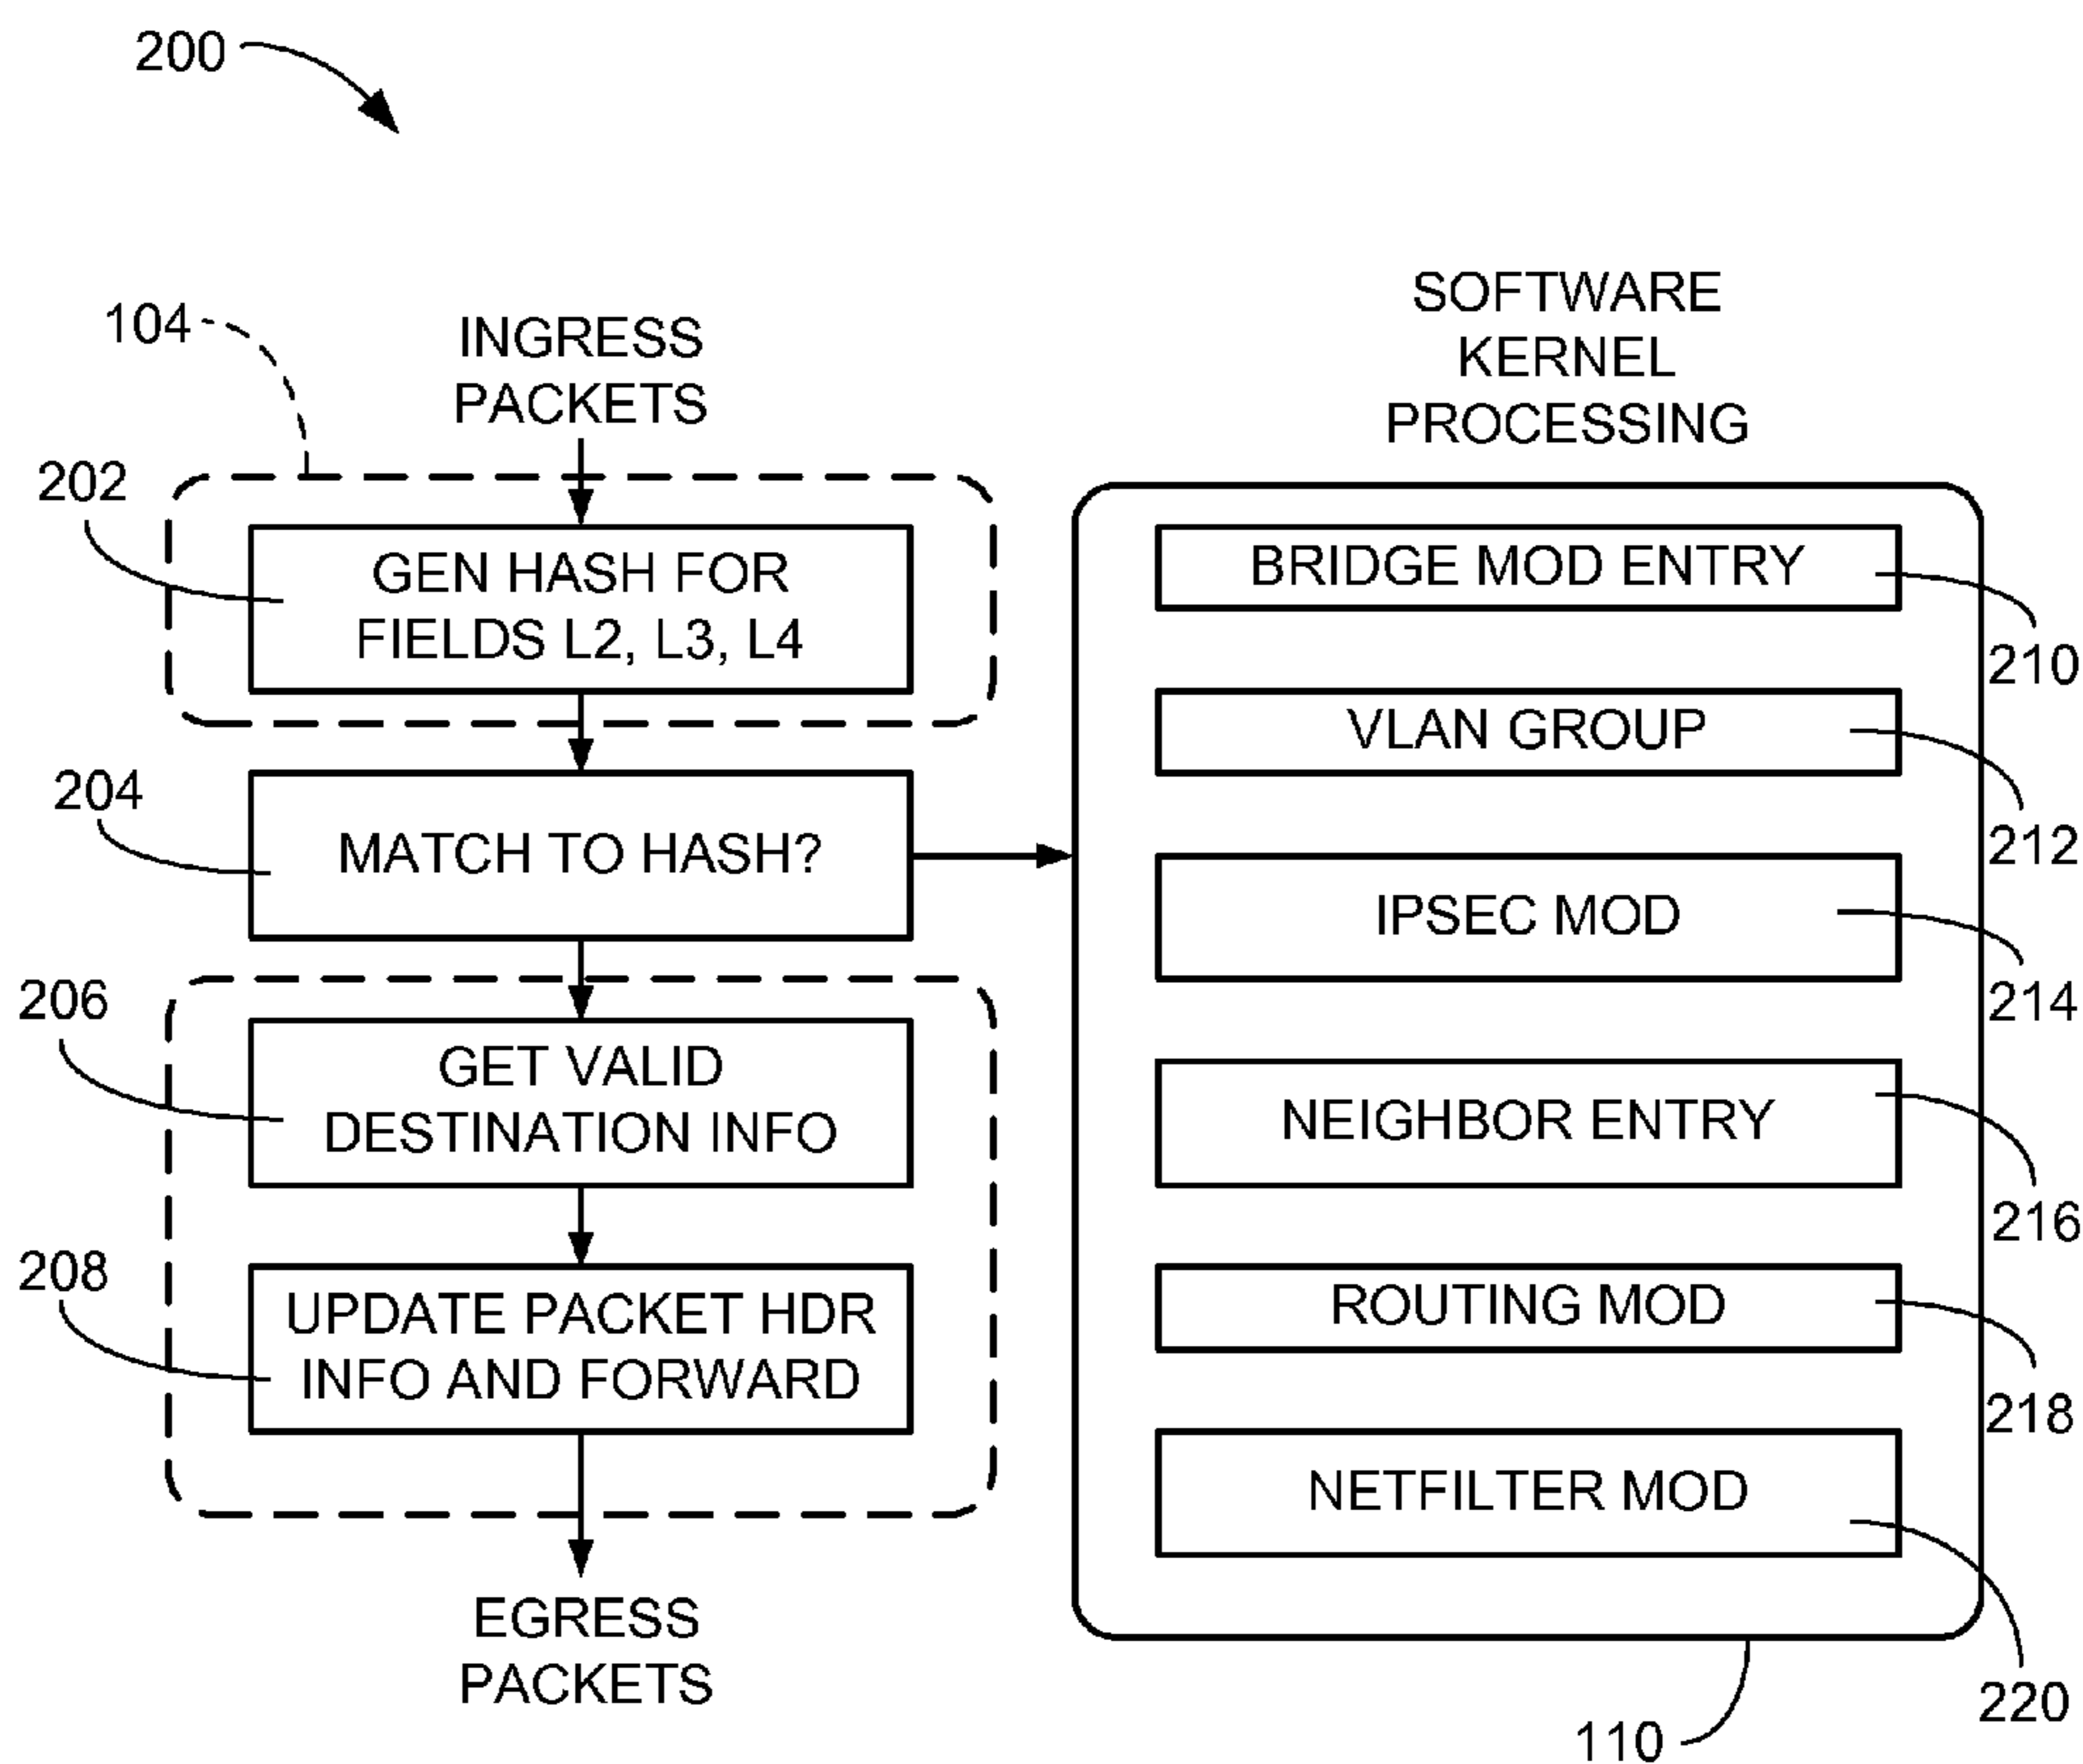 200
104
INGRESS
PACKETS
202
GEN HASH FOR
FIELDS L2, L3, L4
204
MATCH TO HASH?
206
GET VALID
DESTINATION INFO
208
UPDATE PACKET HDR
INFO AND FORWARD
EGRESS
PACKETS
SOFTWARE
KERNEL
PROCESSING
BRIDGE MOD ENTRY
210
VLAN GROUP
212
IPSEC MOD
214
NEIGHBOR ENTRY
216
ROUTING MOD
218
NETFILTER MOD
220
110